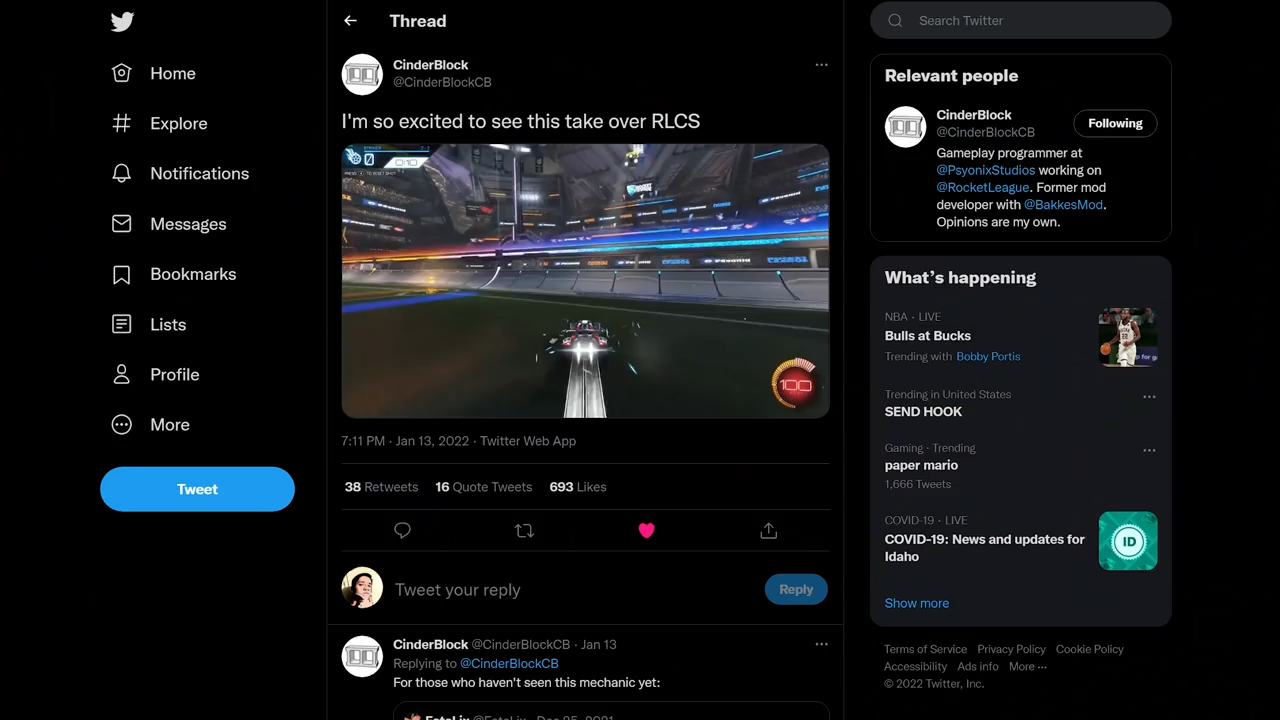 Home
Explore
Notifications
Messages
Bookmarks
Lists
Profile
More
Tweet
Thread
CinderBlock
@CinderBlockCB
I'm so excited to see this take over RLCS
0
0:10
100
7:11 PM · Jan 13, 2022 · Twitter Web App
38 Retweets 16 Quote Tweets 693 Likes
Tweet your reply
Reply
CinderBlock @CinderBlockCB · Jan 13
Replying to @CinderBlockCB
For those who haven't seen this mechanic yet:
Search Twitter
Relevant people
CinderBlock
@CinderBlockCB
Following
Gameplay programmer at
@PsyonixStudios working on
@RocketLeague. Former mod
developer with @BakkesMod.
Opinions are my own.
What's happening
NBA · LIVE
Bulls at Bucks
Trending with Bobby Portis
Trending in United States
SEND HOOK
Gaming · Trending
paper mario
1,666 Tweets
COVID-19 · LIVE
COVID-19: News and updates for
Idaho
ID
Show more
Terms of Service Privacy Policy Cookie Policy
Accessibility Ads info More ···
© 2022 Twitter, Inc.